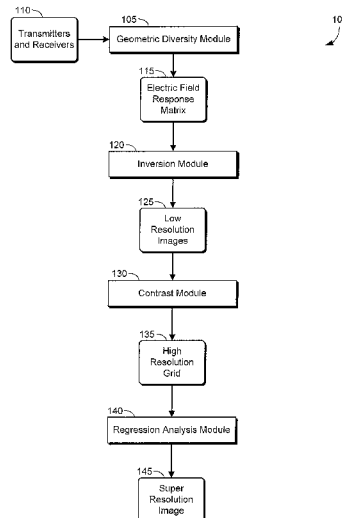 110
Transmitters
and Receivers
105
Geometric Diversity Module
10
115
Electric Field
Response
Matrix
120
Inversion Module
125
Low
Resolution
Images
130
Contrast Module
135
High
Resolution
Grid
140
Regression Analysis Module
145
Super
Resolution
Image